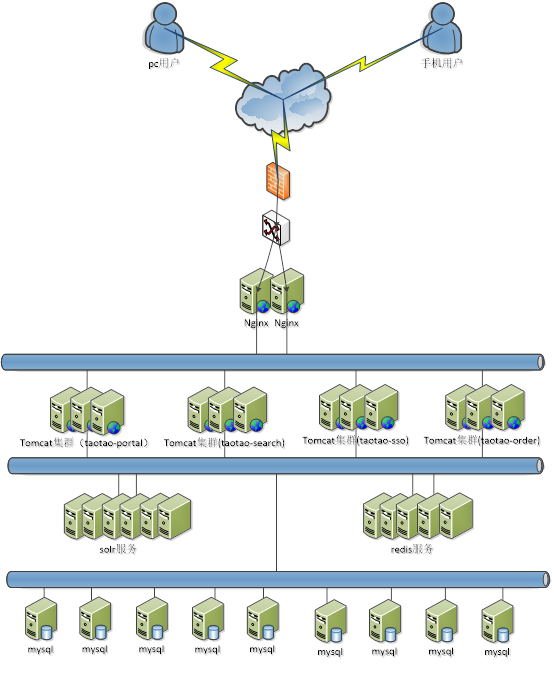 pc用户
手机用户
Nginx
Nginx
Tomcat集群（taotao-portal）
Tomcat集群(taotao-search)
Tomcat集群(taotao-sso)
Tomcat集群(taotao-order)
solr服务
redis服务
mysql
mysql
mysql
mysql
mysql
mysql
mysql
mysql
mysql